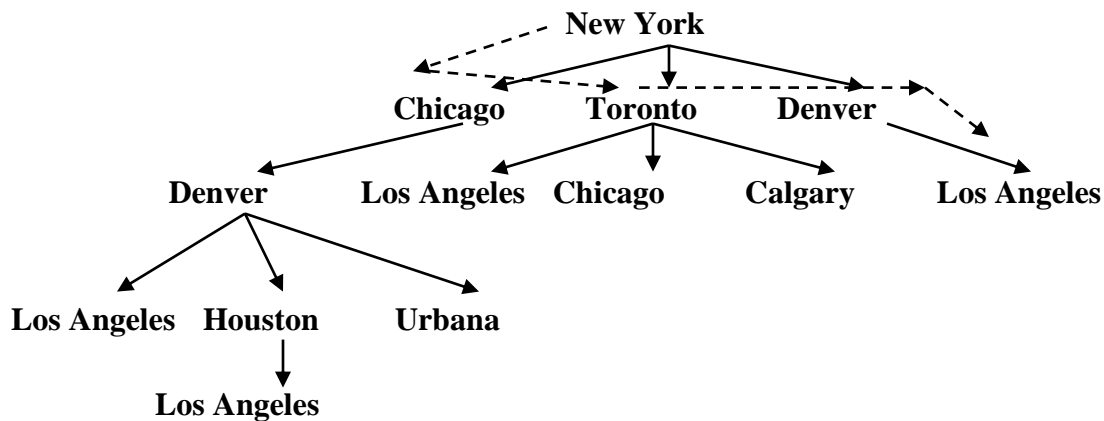 New York
Chicago Toronto Denver
Denver Los Angeles Chicago Calgary Los Angeles
Los Angeles Houston Urbana
Los Angeles